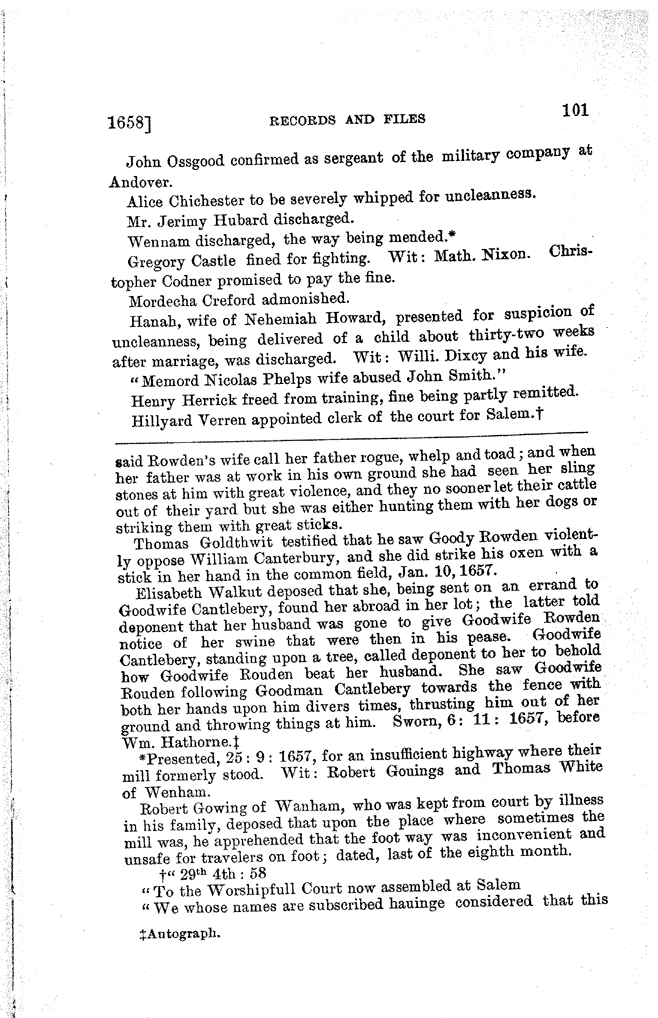 1658] RECORDS AND FILES 101
John Ossgood confirmed as sergeant of the military company at
Andover.
Alice Chichester to be severely whipped for uncleanness.
Mr. Jerimy Hubard discharged.
Wennam discharged, the way being mended.*
Gregory Castle fined for fighting. Wit: Math. Nixon. Chris-
topher Codner promised to pay the fine.
Mordecha Creford admonished.
Hanah, wife of Nehemiah Howard, presented for suspicion of
uncleanness, being delivered of a child about thirty-two weeks
after marriage, was discharged. Wit: Willi. Dixcy and his wife.
"Memord Nicolas Phelps wife abused John Smith."
Henry Herrick freed from training, fine being partly remitted.
Hillyard Verren appointed clerk of the court for Salem.†
said Rowden's wife call her father rogue, whelp and toad; and when
her father was at work in his own ground she had seen her sling
stones at him with great violence, and they no sooner let their cattle
out of their yard but she was either hunting them with her dogs or
striking them with great sticks.
Thomas Goldthwit testified that he saw Goody Rowden violent-
ly oppose William Canterbury, and she did strike his oxen with a
stick in her hand in the common field, Jan. 10, 1657.
Elisabeth Walkut deposed that she, being sent on an errand to
Goodwife Cantlebery, found her abroad in her lot; the latter told
deponent that her husband was gone to give Goodwife Rowden
notice of her swine that were then in his pease. Goodwife
Cantlebery, standing upon a tree, called deponent to her to behold
how Goodwife Rouden beat her husband. She saw Goodwife
Rouden following Goodman Cantlebery towards the fence with
both her hands upon him divers times, thrusting him out of her
ground and throwing things at him. Sworn, 6: 11: 1657, before
Wm. Hathorne.‡
*Presented, 25: 9: 1657, for an insufficient highway where their
mill formerly stood. Wit: Robert Gouings and Thomas White
of Wenham.
Robert Gowing of Wanham, who was kept from court by illness
in his family, deposed that upon the place where sometimes the
mill was, he apprehended that the foot way was inconvenient and
unsafe for travelers on foot; dated, last of the eighth month.
†" 29th 4th: 58
"To the Worshipfull Court now assembled at Salem
"We whose names are subscribed hauinge considered that this
‡Autograph.